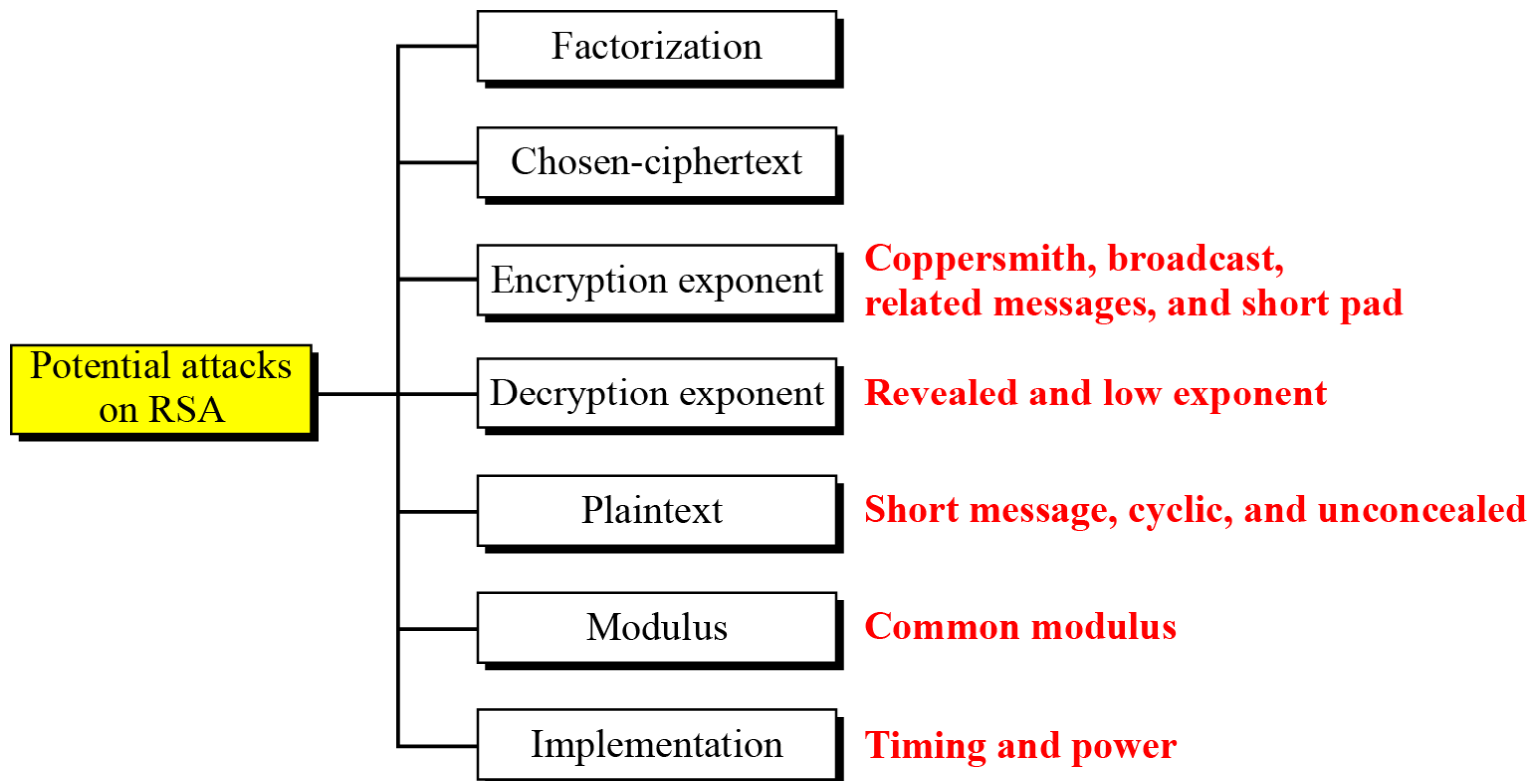 Factorization
Chosen-ciphertext
Encryption exponent
Coppersmith, broadcast,
related messages, and short pad
Potential attacks
on RSA
Decryption exponent
Revealed and low exponent
Plaintext
Short message, cyclic, and unconcealed
Modulus
Common modulus
Implementation
Timing and power